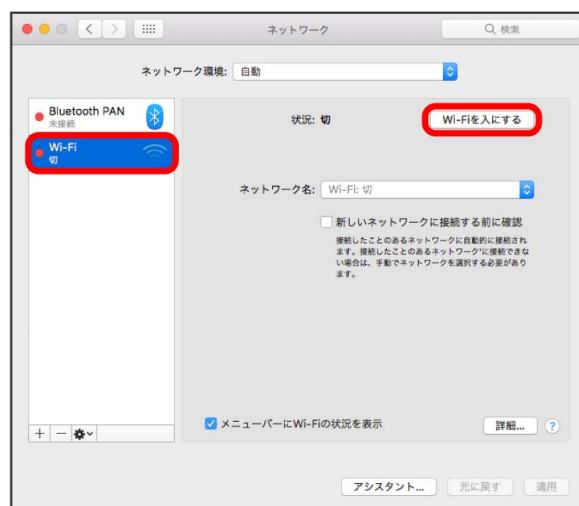 ネットワーク
検索
ネットワーク環境: 自動
Bluetooth PAN
未接続
Wi-Fi
切
状況: 切
Wi-Fiを入にする
ネットワーク名: Wi-Fi: 切
新しいネットワークに接続する前に確認
接続したことのあるネットワークに自動的に接続され
ます。接続したことのあるネットワークに接続できな
い場合は、手動でネットワークを選択する必要があり
ます。
メニューバーにWi-Fiの状況を表示
詳細... ?
アシスタント... 元に戻す 適用